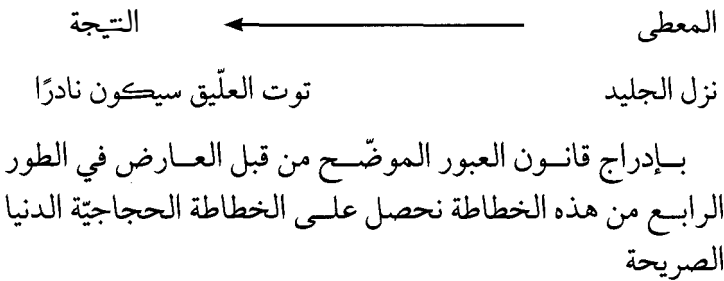 المعطى النتيجة
نزل الجليد توت العلّيق سيكون نادرًا
بإدراج قانون العبور الموضّح من قبل العارض في الطور
الرابع من هذه الخطاطة نحصل على الخطاطة الحجاجيّة الدنيا
الصريحة